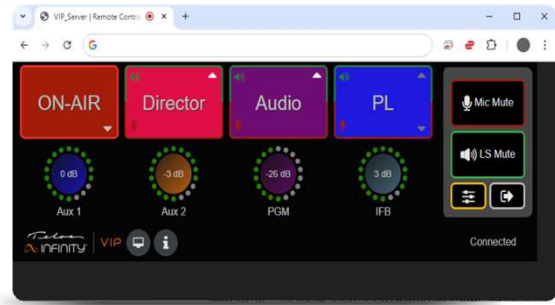 VIP_Server | Remote Contro
ON-AIR
Director
Audio
PL
Mic Mute
LS Mute
0 dB
-3 dB
-26 dB
3 dB
Aux 1
Aux 2
PGM
IFB
Telos
INFINITY VIP
Connected